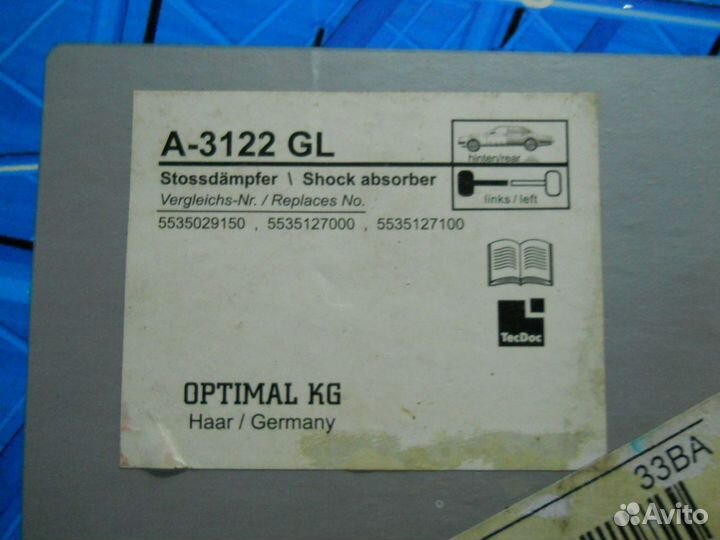 A-3122 GL
hinten/rear
Stossdämpfer \ Shock absorber
links / left
Vergleichs-Nr. / Replaces No.
5535029150 , 5535127000 , 5535127100
TecDoc
OPTIMAL KG
Haar / Germany
33BA
Avito